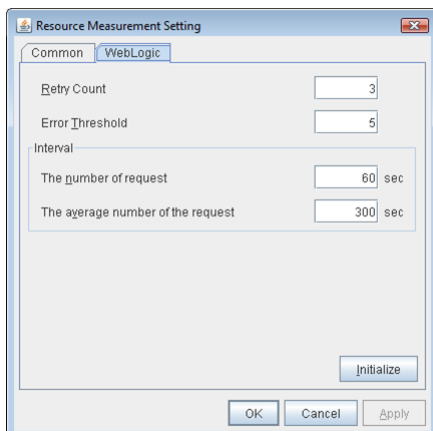 Resource Measurement Setting
Common WebLogic
Retry Count 3
Error Threshold 5
Interval
The number of request 60 sec
The average number of the request 300 sec
Initialize
OK Cancel Apply